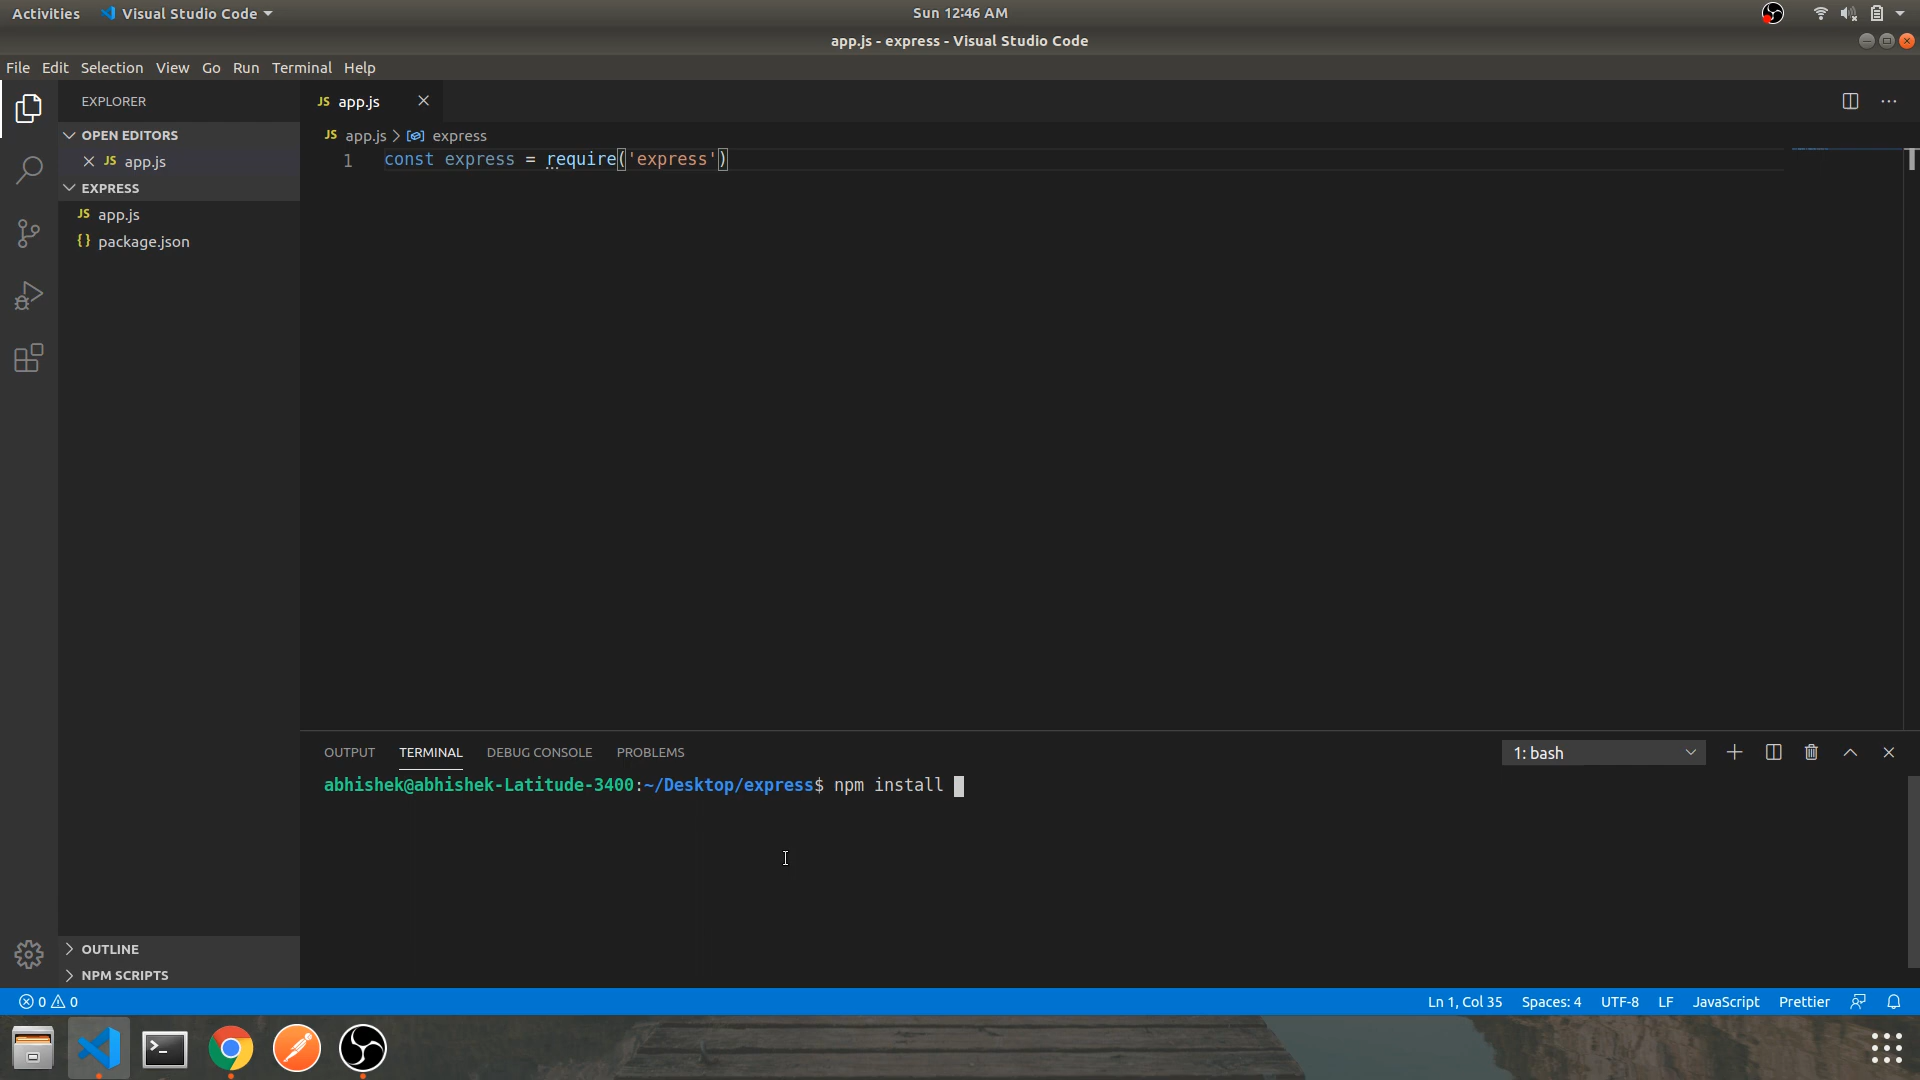 Activities Visual Studio Code Sun 12:46 AM
app.js - express - Visual Studio Code
File Edit Selection View Go Run Terminal Help
EXPLORER
JS app.js
OPEN EDITORS
JS app.js > express
JS app.js
1 const express = require('express')
EXPRESS
JS app.js
{} package.json
OUTPUT TERMINAL DEBUG CONSOLE PROBLEMS 1: bash
abhishek@abhishek-Latitude-3400:~/Desktop/express$ npm install
OUTLINE
NPM SCRIPTS
0 0 Ln 1, Col 35 Spaces: 4 UTF-8 LF JavaScript Prettier